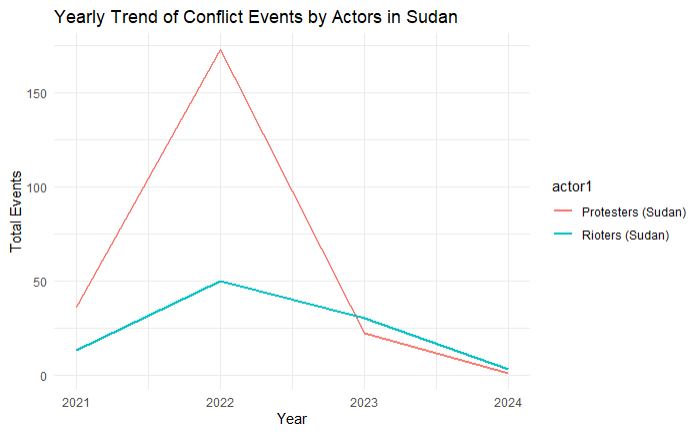 Yearly Trend of Conflict Events by Actors in Sudan
Total Events
150
100
50
0
2021 2022 2023 2024
Year
actor1
Protesters (Sudan)
Rioters (Sudan)